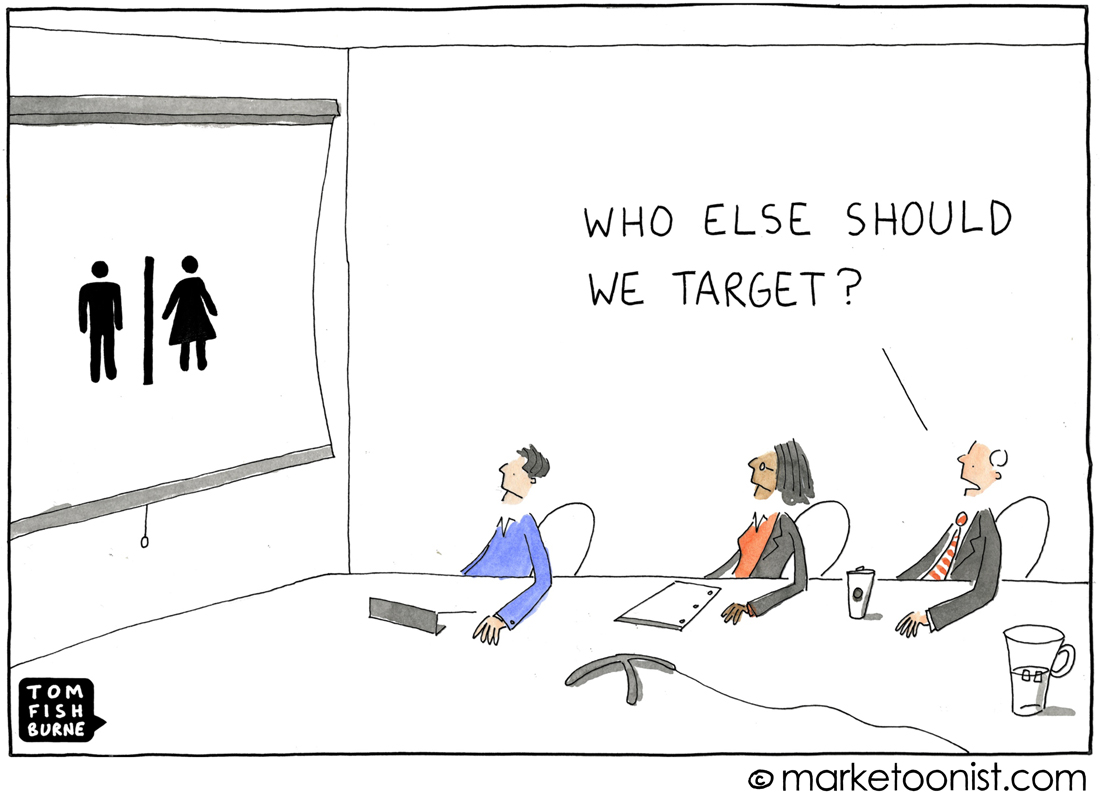 WHO ELSE SHOULD
WE TARGET?
TOM
FISH
BURNE
© marketoonist.com